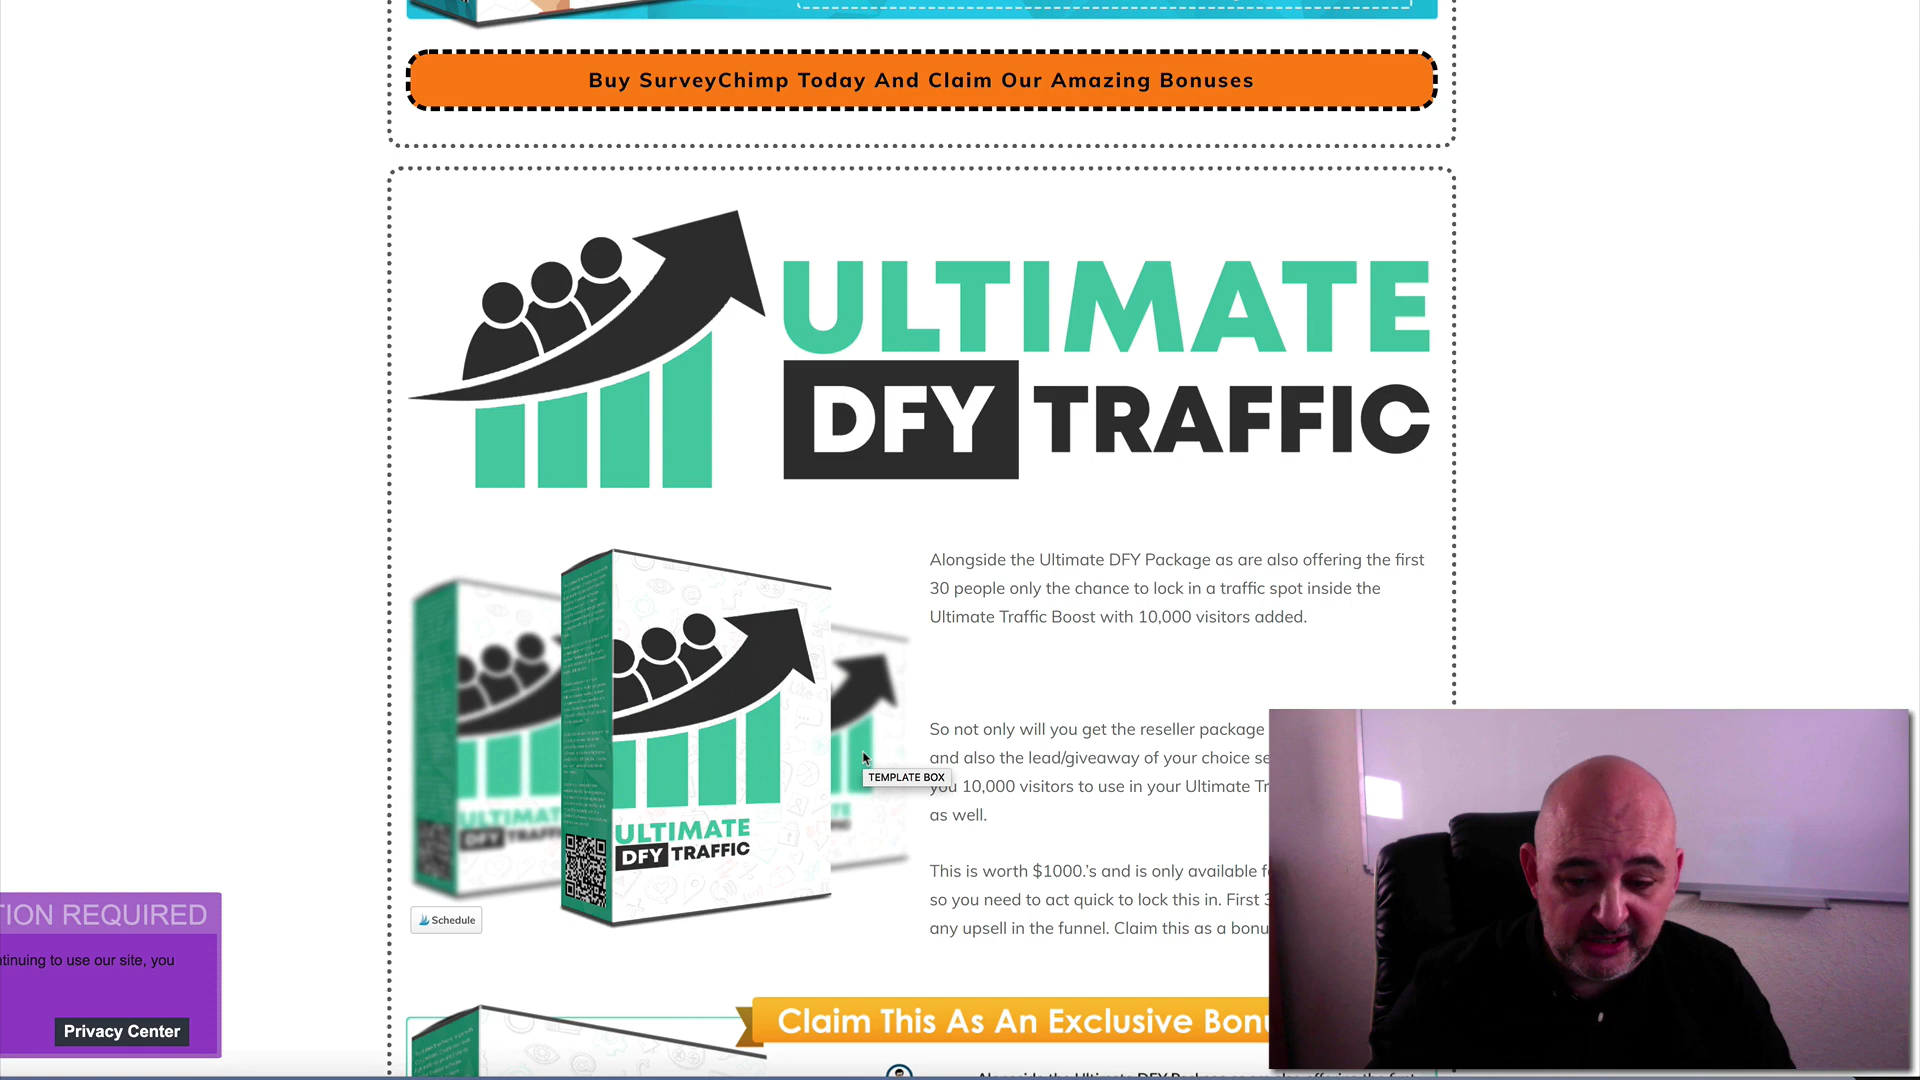 Buy SurveyChimp Today And Claim Our Amazing Bonuses
ULTIMATE
DFY TRAFFIC
Alongside the Ultimate DFY Package as are also offering the first
30 people only the chance to lock in a traffic spot inside the
Ultimate Traffic Boost with 10,000 visitors added.
So not only will you get the reseller package
and also the lead/giveaway of your choice se
you 10,000 visitors to use in your Ultimate Tr
as well.
This is worth $1000.'s and is only available f
so you need to act quick to lock this in. First 3
any upsell in the funnel. Claim this as a bonu
TEMPLATE BOX
ULTIMATE
DFY TRAFFIC
ULTIMATE
DFY
Schedule
TION REQUIRED
ntinuing to use our site, you
Privacy Center
Claim This As An Exclusive Bonu